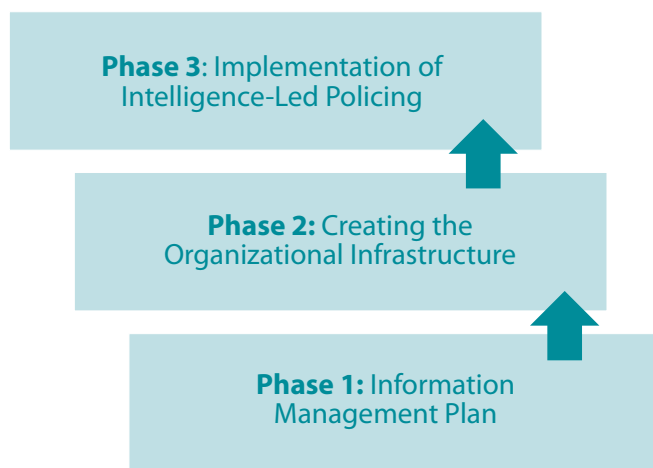 Phase 3: Implementation of
Intelligence-Led Policing
Phase 2: Creating the
Organizational Infrastructure
Phase 1: Information
Management Plan